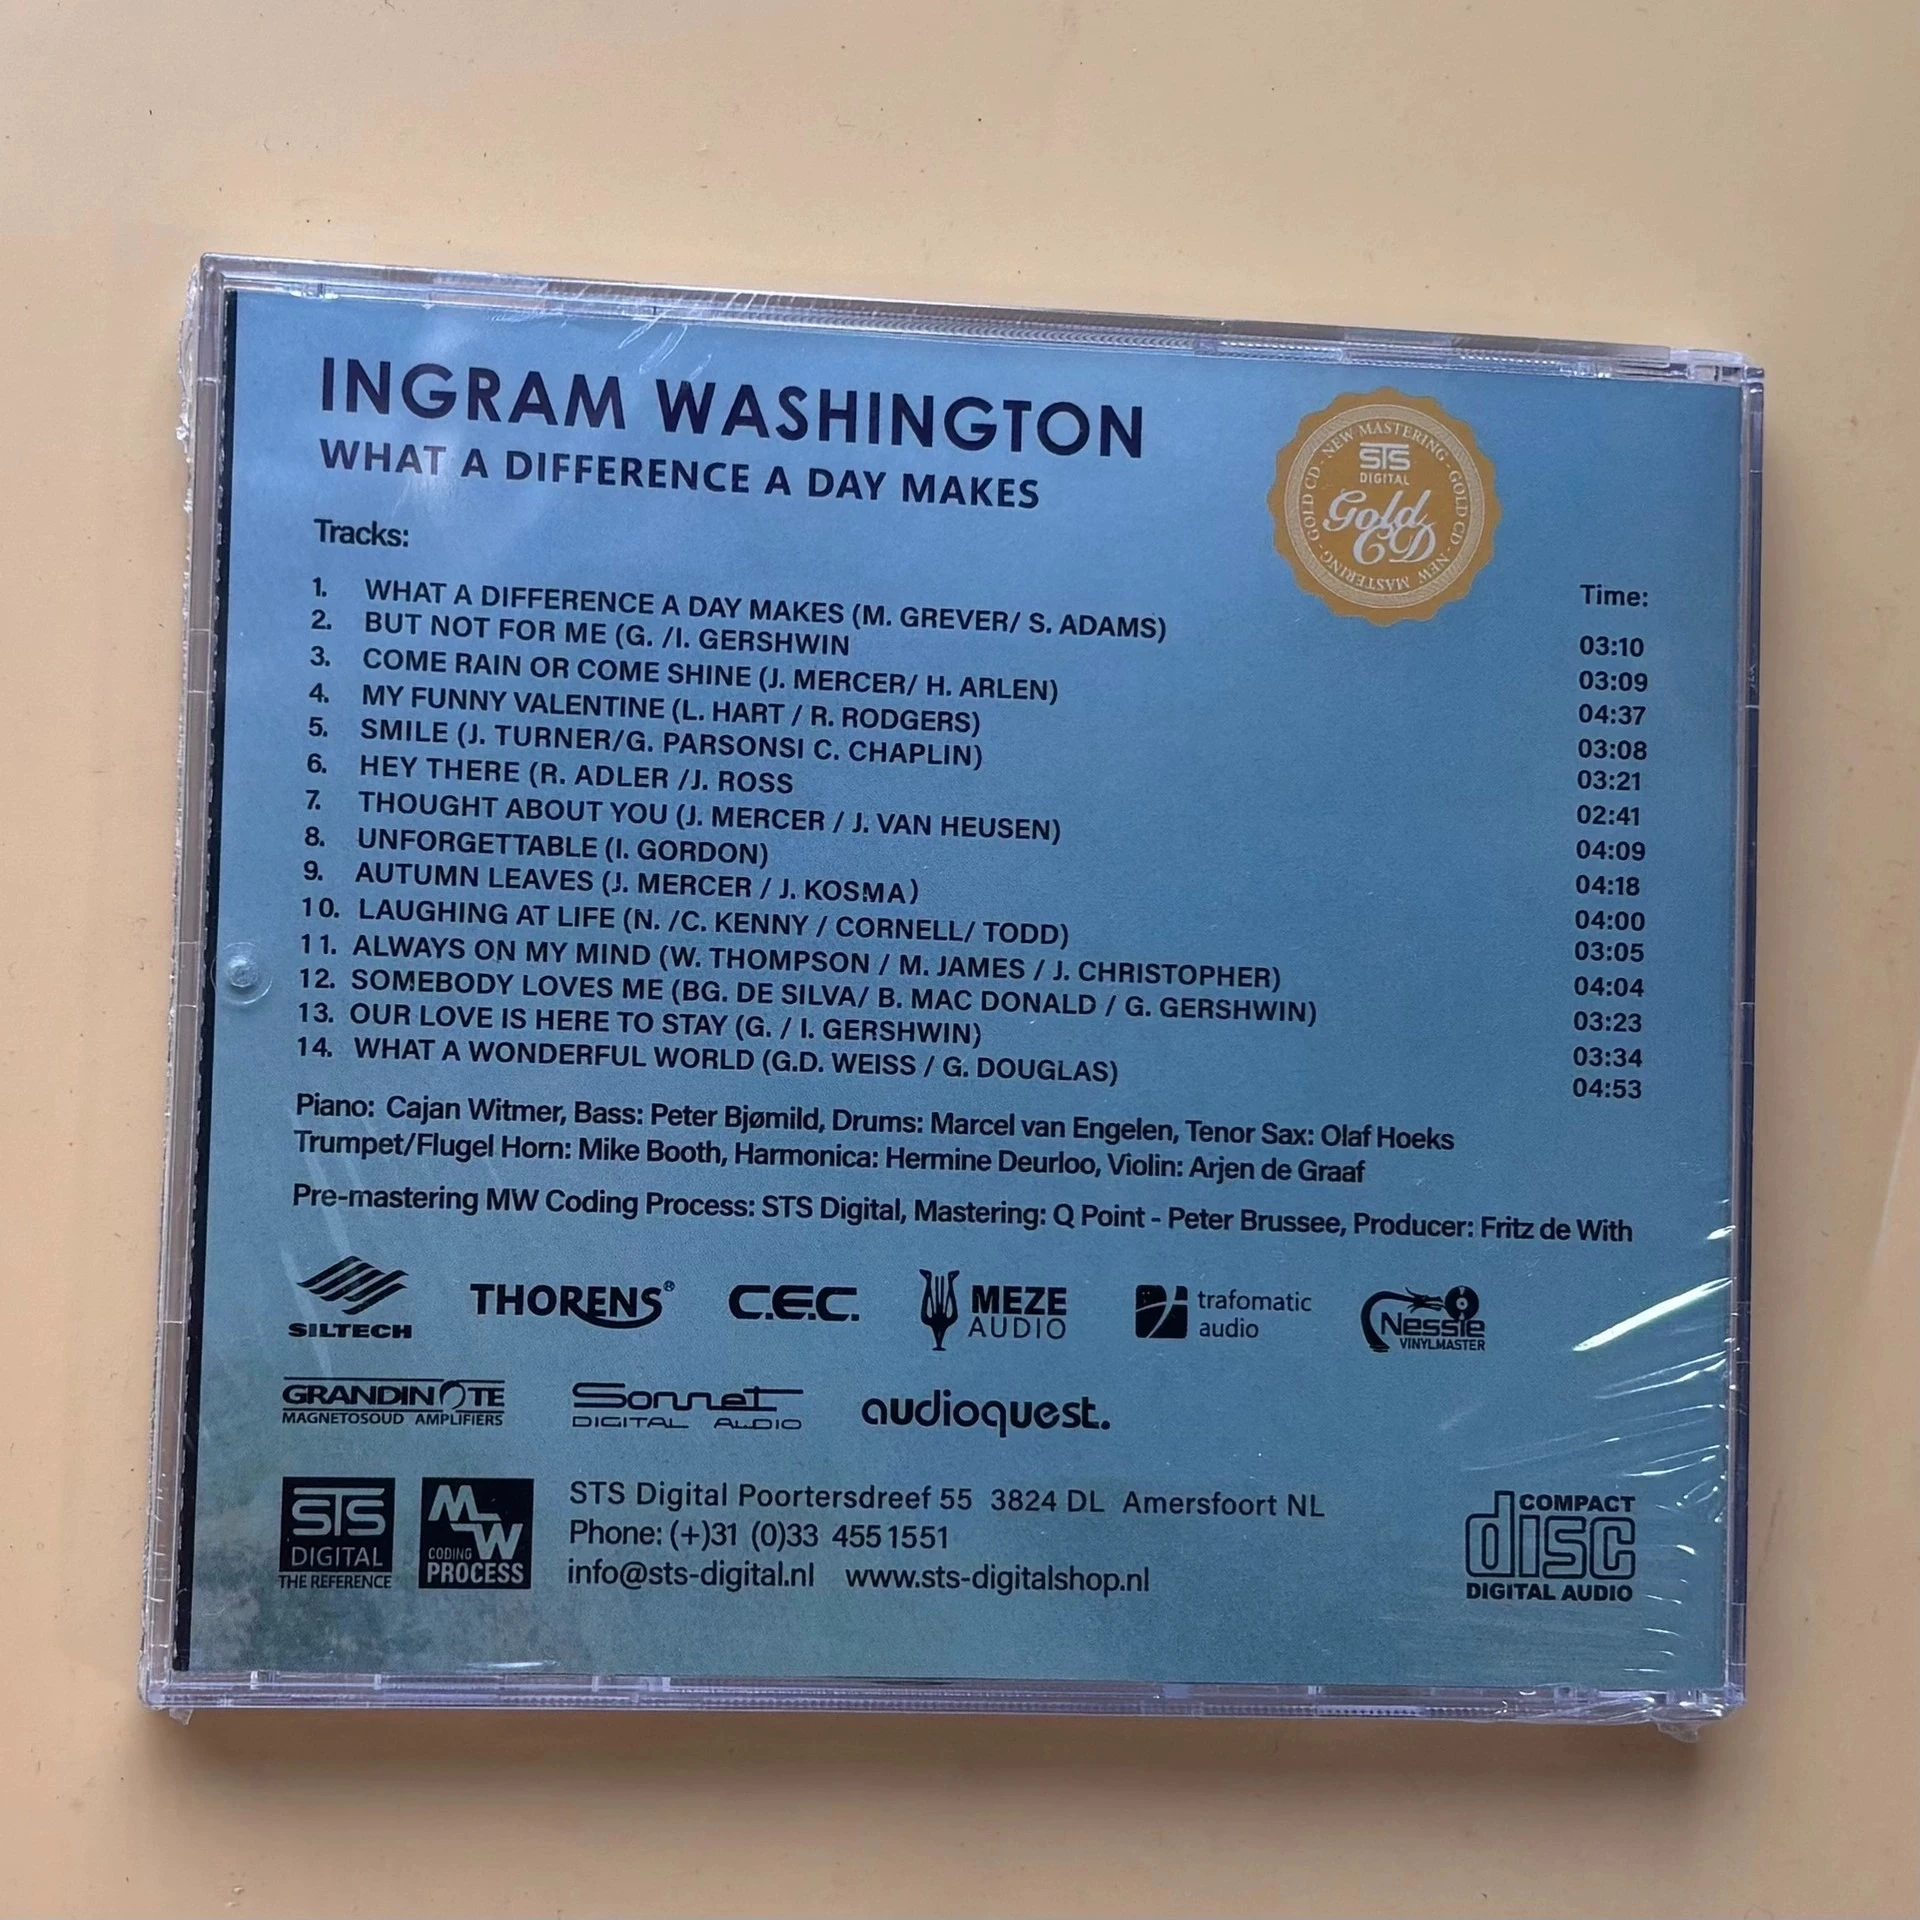 INGRAM WASHINGTON
WHAT A DIFFERENCE A DAY MAKES
NEW MASTERING - GOLD CD - NEW MASTERING - GOLD CD -
STS
DIGITAL
Gold
CD
Tracks:
Time:
1. WHAT A DIFFERENCE A DAY MAKES (M. GREVER/ S. ADAMS) 03:10
2. BUT NOT FOR ME (G. /I. GERSHWIN 03:09
3. COME RAIN OR COME SHINE (J. MERCER/ H. ARLEN) 04:37
4. MY FUNNY VALENTINE (L. HART / R. RODGERS) 03:08
5. SMILE (J. TURNER/G. PARSONSI C. CHAPLIN) 03:21
6. HEY THERE (R. ADLER /J. ROSS 02:41
7. THOUGHT ABOUT YOU (J. MERCER / J. VAN HEUSEN) 04:09
8. UNFORGETTABLE (I. GORDON) 04:18
9. AUTUMN LEAVES (J. MERCER / J. KOSMA) 04:00
10. LAUGHING AT LIFE (N. /C. KENNY / CORNELL/ TODD) 03:05
11. ALWAYS ON MY MIND (W. THOMPSON / M. JAMES / J. CHRISTOPHER) 04:04
12. SOMEBODY LOVES ME (BG. DE SILVA/ B. MAC DONALD / G. GERSHWIN) 03:23
13. OUR LOVE IS HERE TO STAY (G. / I. GERSHWIN) 03:34
14. WHAT A WONDERFUL WORLD (G.D. WEISS / G. DOUGLAS) 04:53
Piano: Cajan Witmer, Bass: Peter Bjømild, Drums: Marcel van Engelen, Tenor Sax: Olaf Hoeks
Trumpet/Flugel Horn: Mike Booth, Harmonica: Hermine Deurloo, Violin: Arjen de Graaf
Pre-mastering MW Coding Process: STS Digital, Mastering: Q Point - Peter Brussee, Producer: Fritz de With
SILTECH
THORENS®
C.E.C.
MEZE
AUDIO
trafomatic
audio
Nessie
VINYLMASTER
GRANDINOTE
MAGNETOSOUD AMPLIFIERS
Sonnet
DIGITAL AUDIO
audioquest.
STS
DIGITAL
THE REFERENCE
MW
CODING
PROCESS
STS Digital Poortersdreef 55 3824 DL Amersfoort NL
Phone: (+)31 (0)33 455 1551
info@sts-digital.nl www.sts-digitalshop.nl
COMPACT
disc
DIGITAL AUDIO